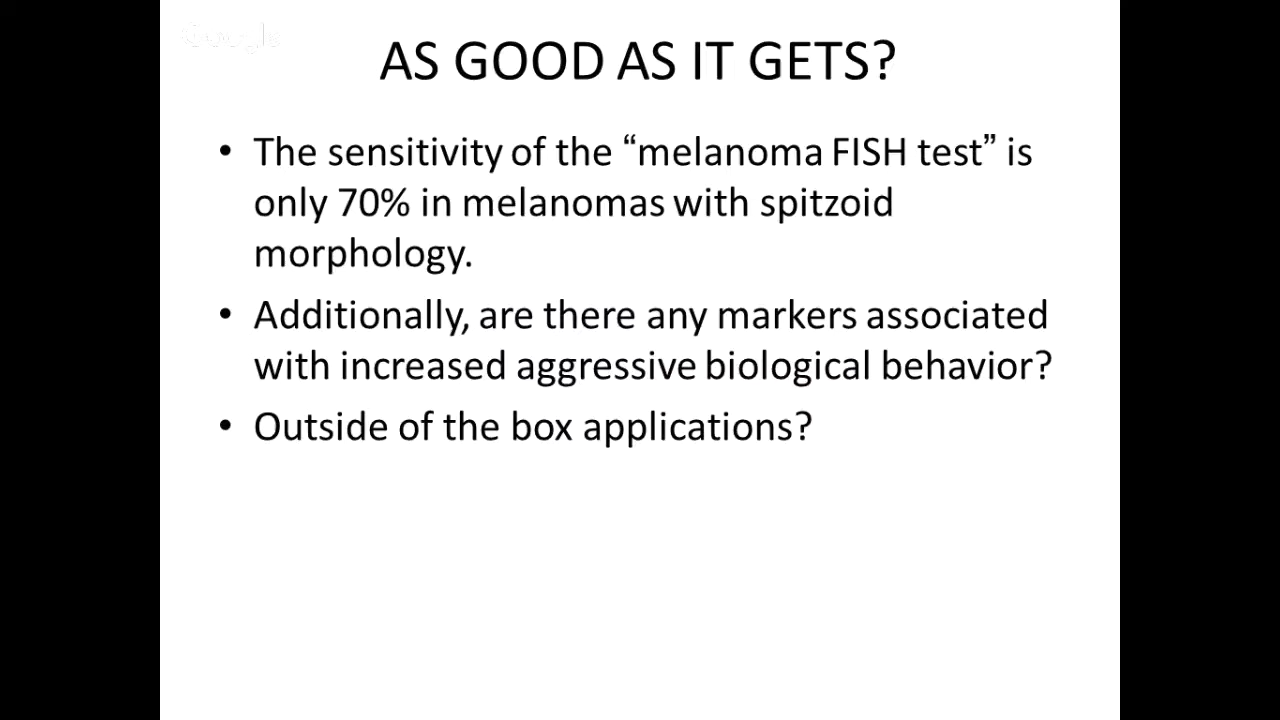 Google
AS GOOD AS IT GETS?
• The sensitivity of the “melanoma FISH test” is
only 70% in melanomas with spitzoid
morphology.
• Additionally, are there any markers associated
with increased aggressive biological behavior?
• Outside of the box applications?